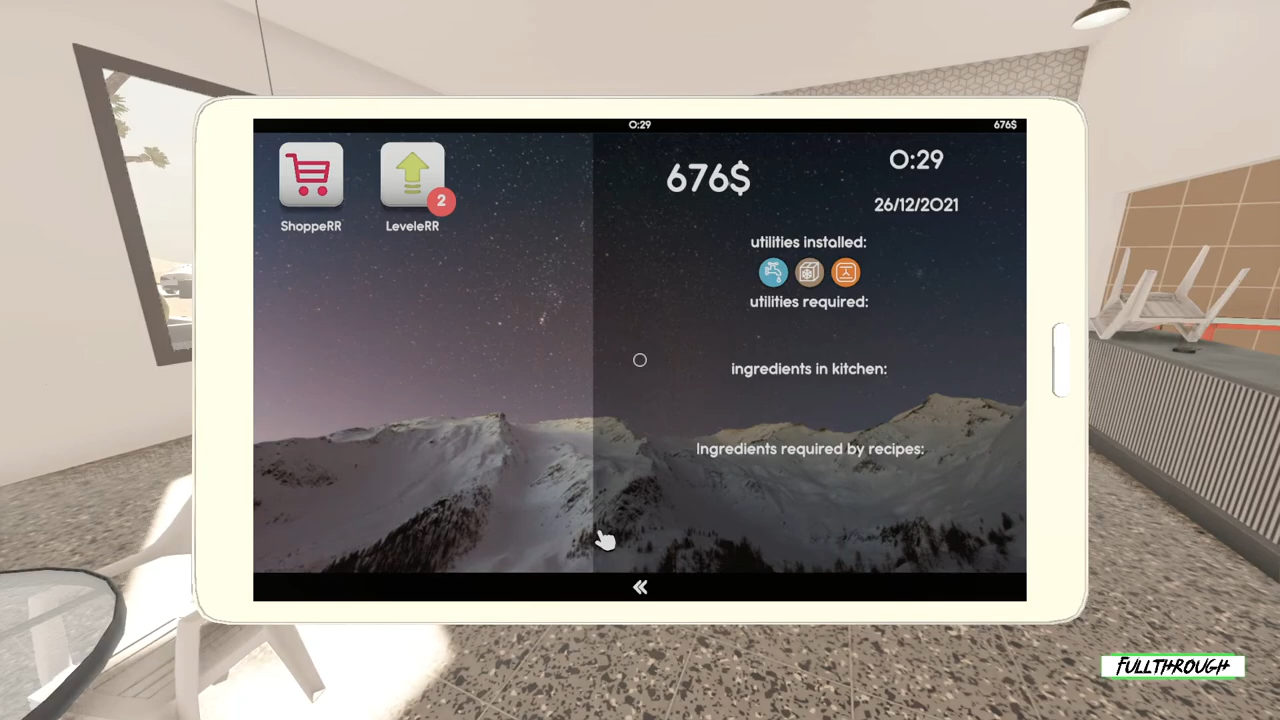 0:29
676$
2
ShoppeRR
LeveleRR
676$
0:29
26/12/2021
utilities installed:
utilities required:
ingredients in kitchen:
Ingredients required by recipes:
FULLTHROUGH